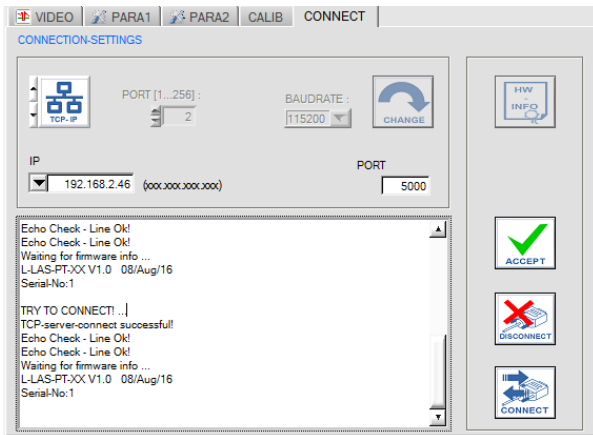 VIDEO PARA1 PARA2 CALIB CONNECT
CONNECTION-SETTINGS
TCP-IP
PORT [1...256] :
2
BAUDRATE :
115200
CHANGE
HW
-
INFO
IP
192.168.2.46 (xxx.xxx.xxx.xxx)
PORT
5000
Echo Check - Line Ok!
Echo Check - Line Ok!
Waiting for firmware info ...
L-LAS-PT-XX V1.0 08/Aug/16
Serial-No:1
TRY TO CONNECT! ...
TCP-server-connect successful!
Echo Check - Line Ok!
Echo Check - Line Ok!
Waiting for firmware info ...
L-LAS-PT-XX V1.0 08/Aug/16
Serial-No:1
ACCEPT
DISCONNECT
CONNECT